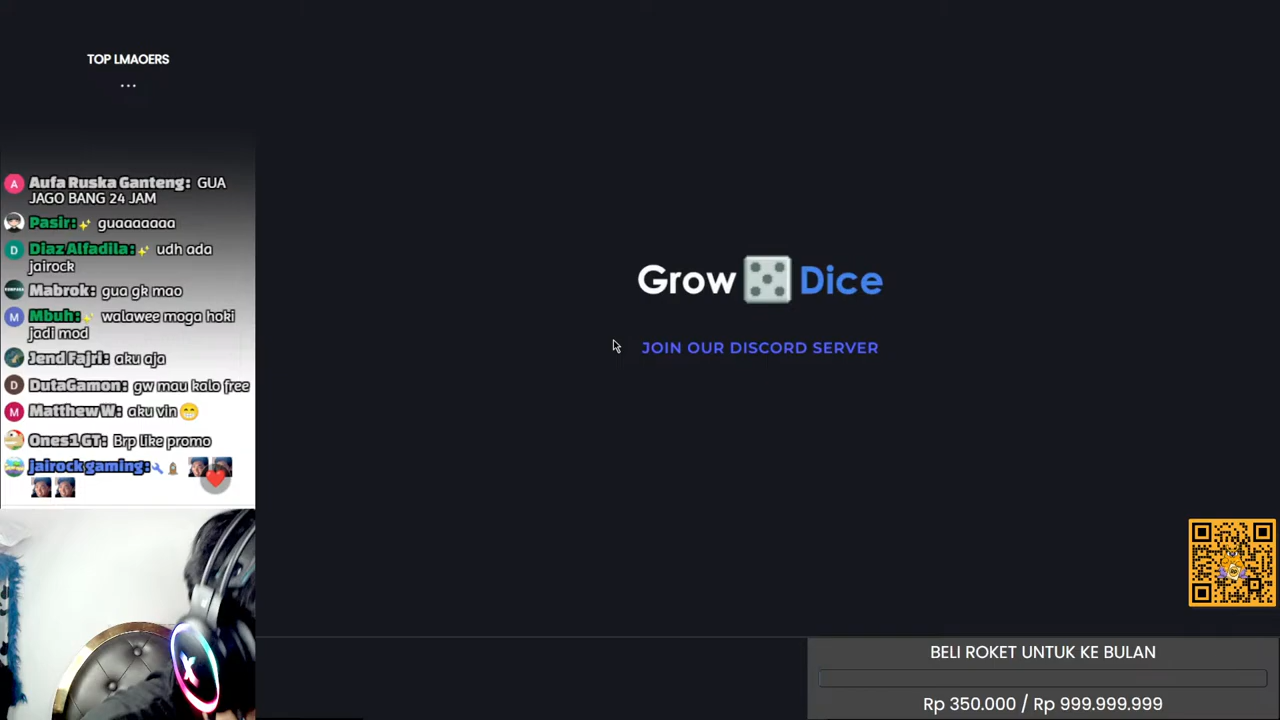 TOP LMAOERS
...
Aufa Ruska Ganteng: GUA
JAGO BANG 24 JAM
Pasir: guaaaaaaa
Diaz Alfadila: udh ada
jairock
Mabrok: gua gk mao
Mbuh: walawee moga hoki
jadi mod
Jend Fajri: aku aja
DutaGamon: gw mau kalo free
Matthew W: aku vin
Ones1 GT: Brp like promo
jairock gaming:
Grow Dice
JOIN OUR DISCORD SERVER
BELI ROKET UNTUK KE BULAN
Rp 350.000 / Rp 999.999.999